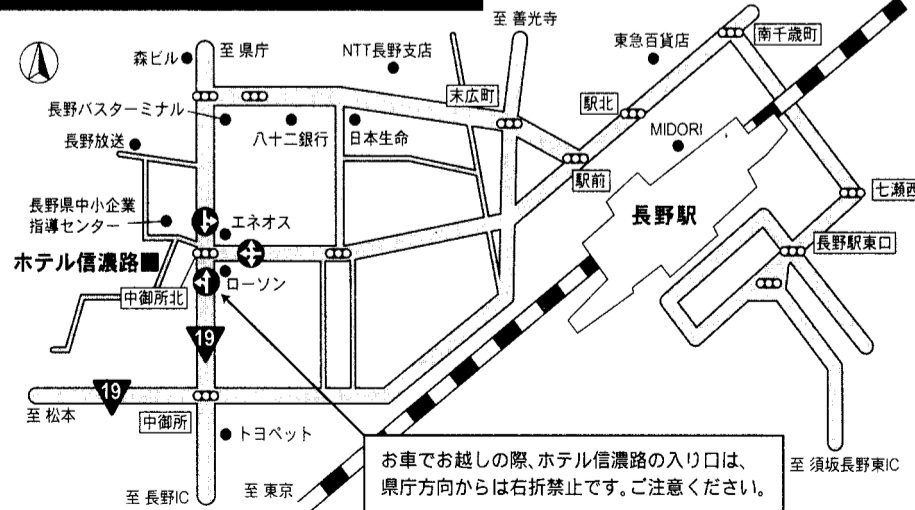 至 善光寺
至 県庁
森ビル
NTT長野支店
東急百貨店
南千歳町
長野バスターミナル
末広町
駅北
長野放送
八十二銀行
日本生命
MIDORI
駅前
七瀬西
長野県中小企業
指導センター
エネオス
長野駅
長野駅東口
ホテル信濃路
ローソン
中御所北
19
19
至 松本
中御所
トヨペット
至 長野IC
至 東京
至 須坂長野東IC
お車でお越しの際、ホテル信濃路の入り口は、
県庁方向からは右折禁止です。ご注意ください。